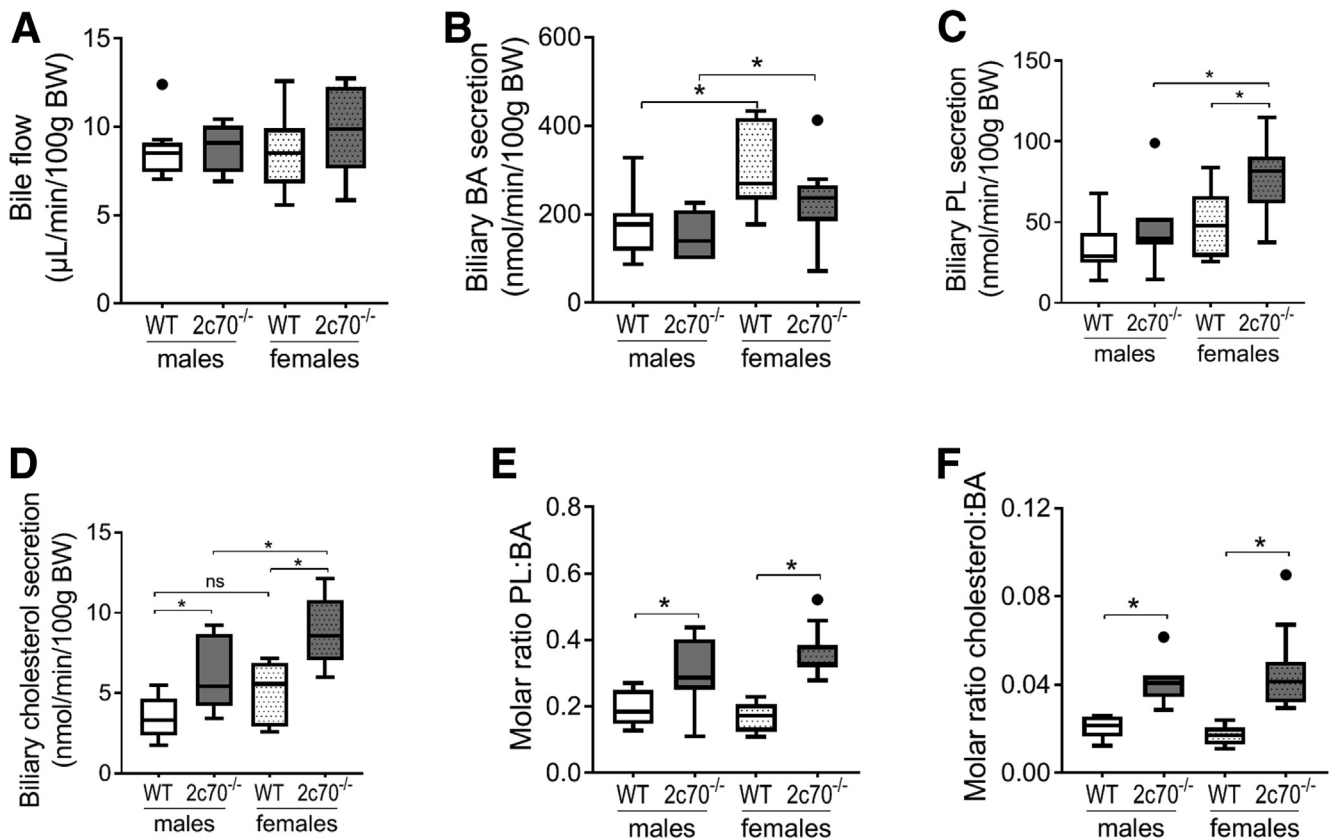 A
Bile flow
(µL/min/100g BW)
15
10
5
0
WT 2c70-/- WT 2c70-/-
males females
B
Biliary BA secretion
(nmol/min/100g BW)
600
400
200
0
* *
WT 2c70-/- WT 2c70-/-
males females
C
Biliary PL secretion
(nmol/min/100g BW)
150
100
50
0
*
*
WT 2c70-/- WT 2c70-/-
males females
D
Biliary cholesterol secretion
(nmol/min/100g BW)
15
10
5
0
*
ns *
*
WT 2c70-/- WT 2c70-/-
males females
E
Molar ratio PL:BA
0.8
0.6
0.4
0.2
0.0
* *
WT 2c70-/- WT 2c70-/-
males females
F
Molar ratio cholesterol:BA
0.12
0.08
0.04
0.00
* *
WT 2c70-/- WT 2c70-/-
males females